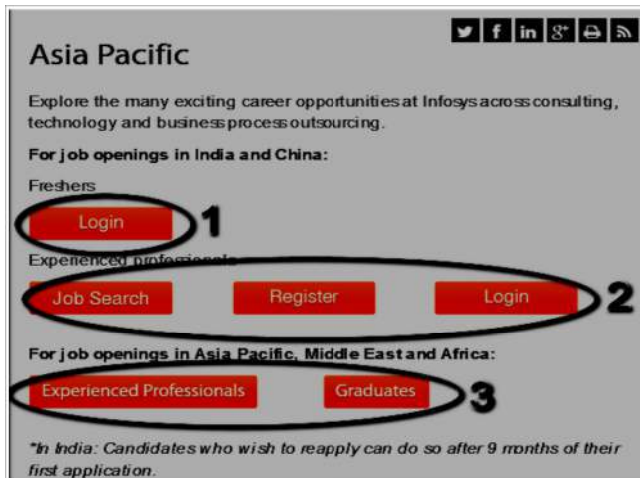 Asia Pacific
Explore the many exciting career opportunities at Infosys across consulting,
technology and business process outsourcing.
For job openings in India and China:
Freshers
Login 1
Experienced professionals
Job Search Register Login 2
For job openings in Asia Pacific, Middle East and Africa:
Experienced Professionals Graduates 3
*In India: Candidates who wish to reapply can do so after 9 months of their
first application.